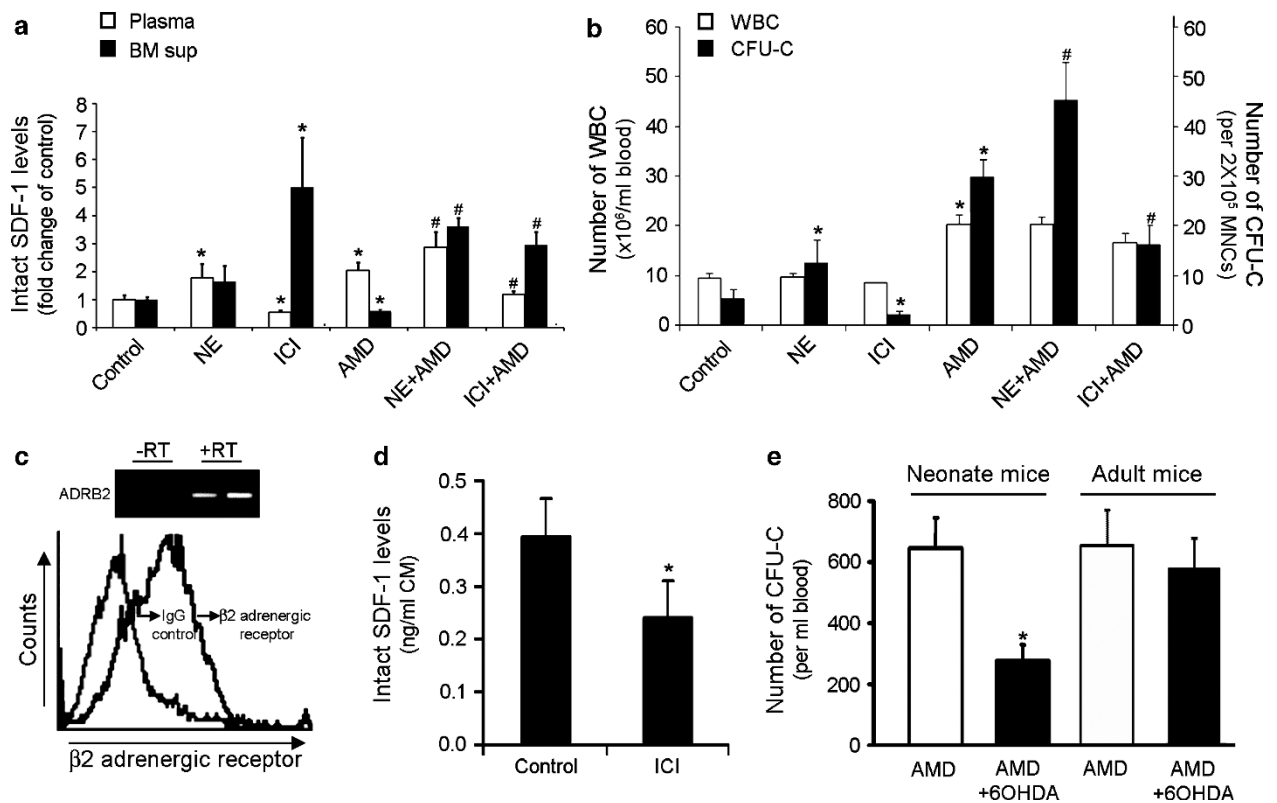 a
Plasma
BM sup
Intact SDF-1 levels
(fold change of control)
8
7
6
5
4
3
2
1
0
*
*
*
*
*
#
#
#
#
Control
NE
ICI
AMD
NE+AMD
ICI+AMD
b
WBC
CFU-C
Number of WBC
(x10⁶/ml blood)
60
50
40
30
20
10
0
*
*
*
*
#
#
60
50
40
30
20
10
0
Number of CFU-C
(per 2X10⁵ MNCs)
Control
NE
ICI
AMD
NE+AMD
ICI+AMD
c
-RT +RT
ADRB2
Counts
IgG
control
β2 adrenergic
receptor
β2 adrenergic receptor
d
Intact SDF-1 levels
(ng/ml CM)
0.5
0.4
0.3
0.2
0.1
0.0
*
Control
ICI
e
Neonate mice
Adult mice
Number of CFU-C
(per ml blood)
800
600
400
200
0
*
AMD
AMD
+6OHDA
AMD
AMD
+6OHDA